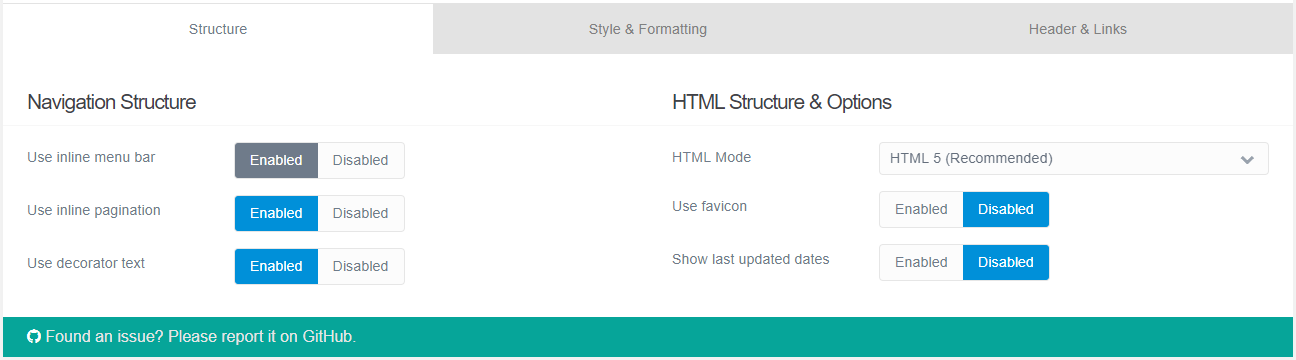 Structure
Style & Formatting
Header & Links
Navigation Structure
Use inline menu bar
Enabled
Disabled
Use inline pagination
Enabled
Disabled
Use decorator text
Enabled
Disabled
HTML Structure & Options
HTML Mode
HTML 5 (Recommended)
Use favicon
Enabled
Disabled
Show last updated dates
Enabled
Disabled
Found an issue? Please report it on GitHub.